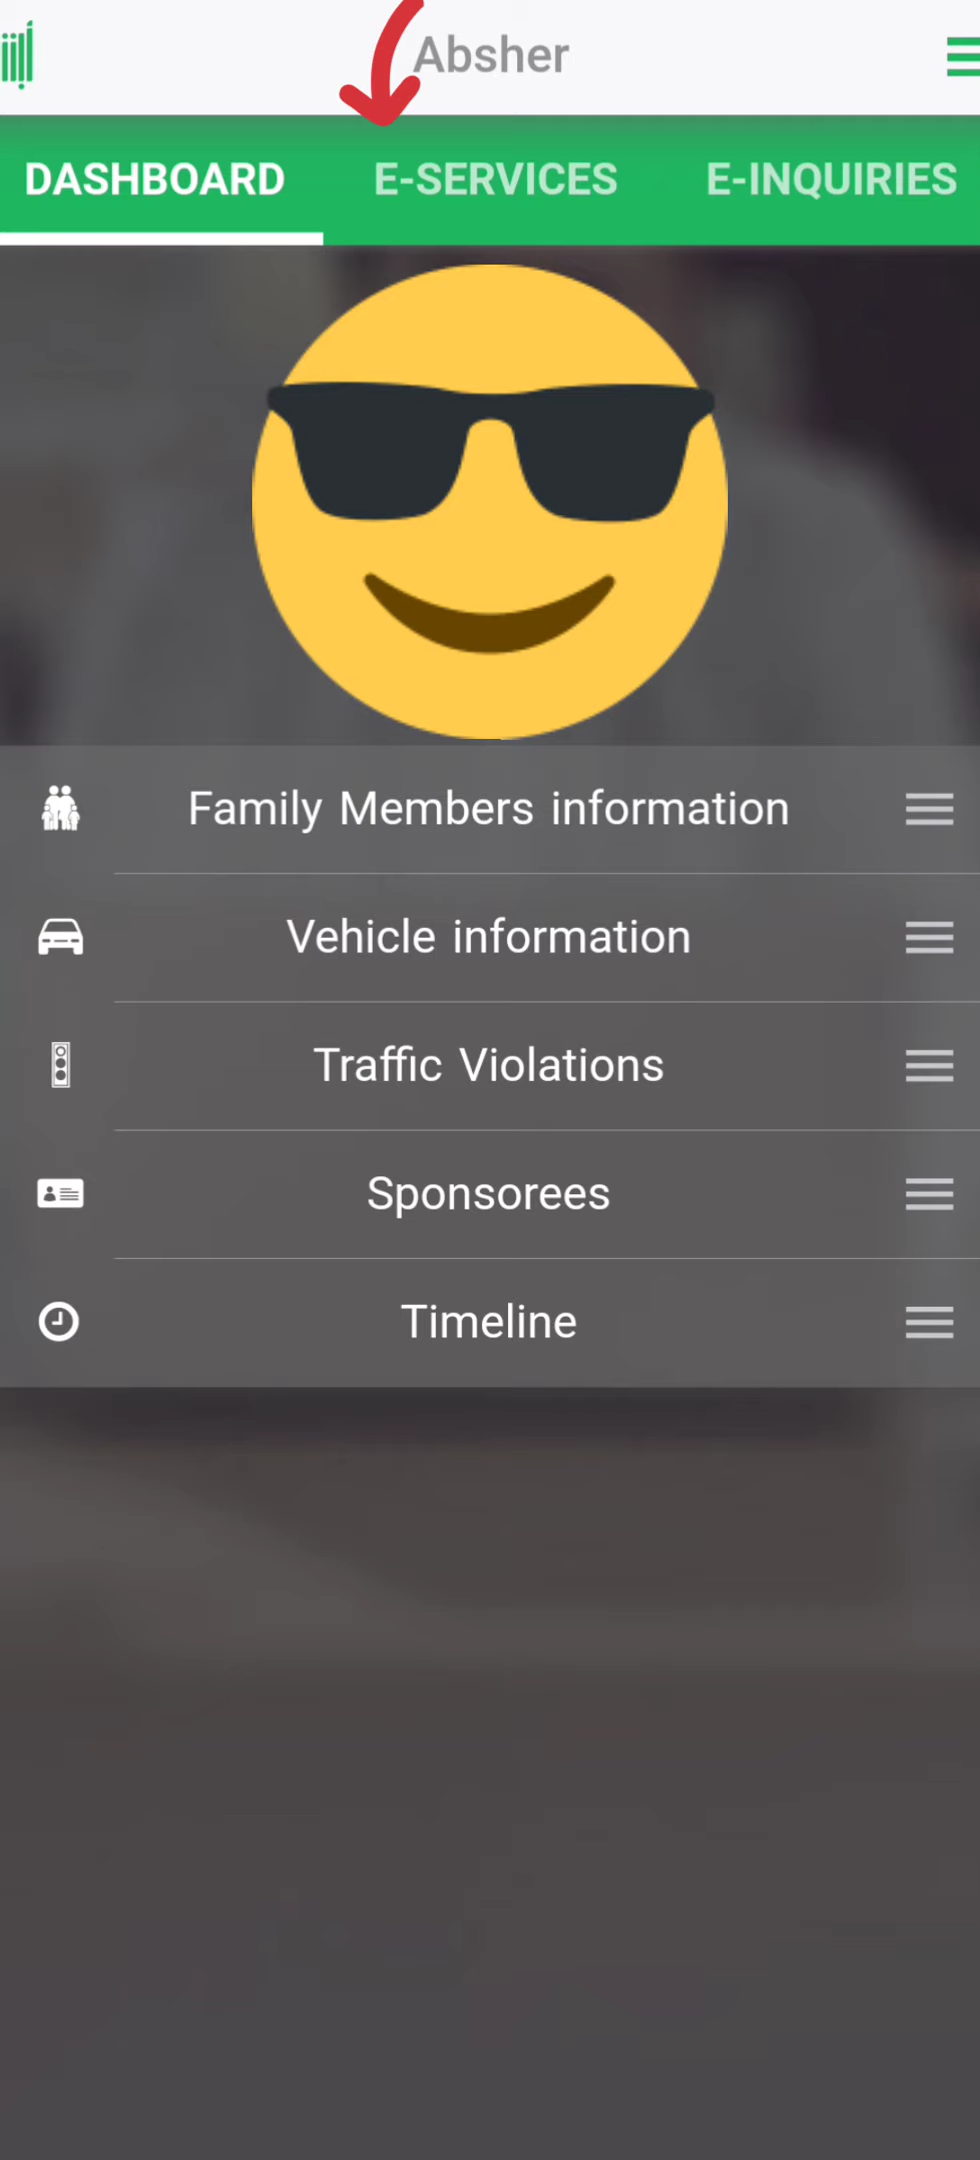 Absher
DASHBOARD E-SERVICES E-INQUIRIES
Family Members information
Vehicle information
Traffic Violations
Sponsorees
Timeline